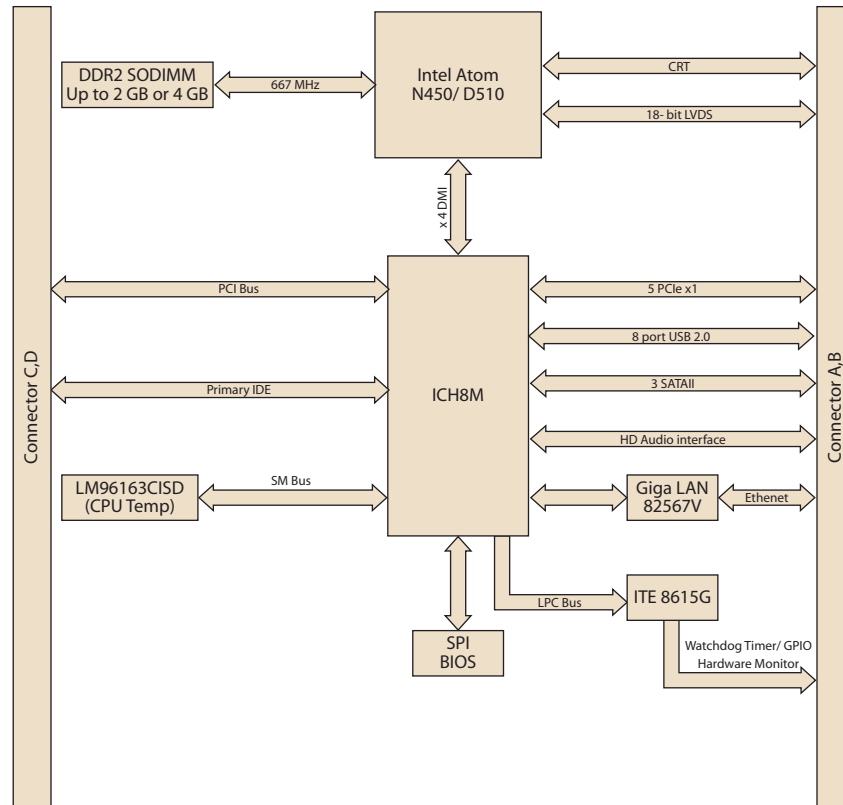 DDR2 SODIMM
Up to 2 GB or 4 GB
667 MHz
Intel Atom
N450/ D510
CRT
18- bit LVDS
x 4 DMI
Connector C,D
PCI Bus
Primary IDE
ICH8M
5 PCIe x1
8 port USB 2.0
3 SATAII
HD Audio interface
Connector A,B
LM96163CISD
(CPU Temp)
SM Bus
Giga LAN
82567V
Ethenet
LPC Bus
ITE 8615G
SPI
BIOS
Watchdog Timer/ GPIO
Hardware Monitor